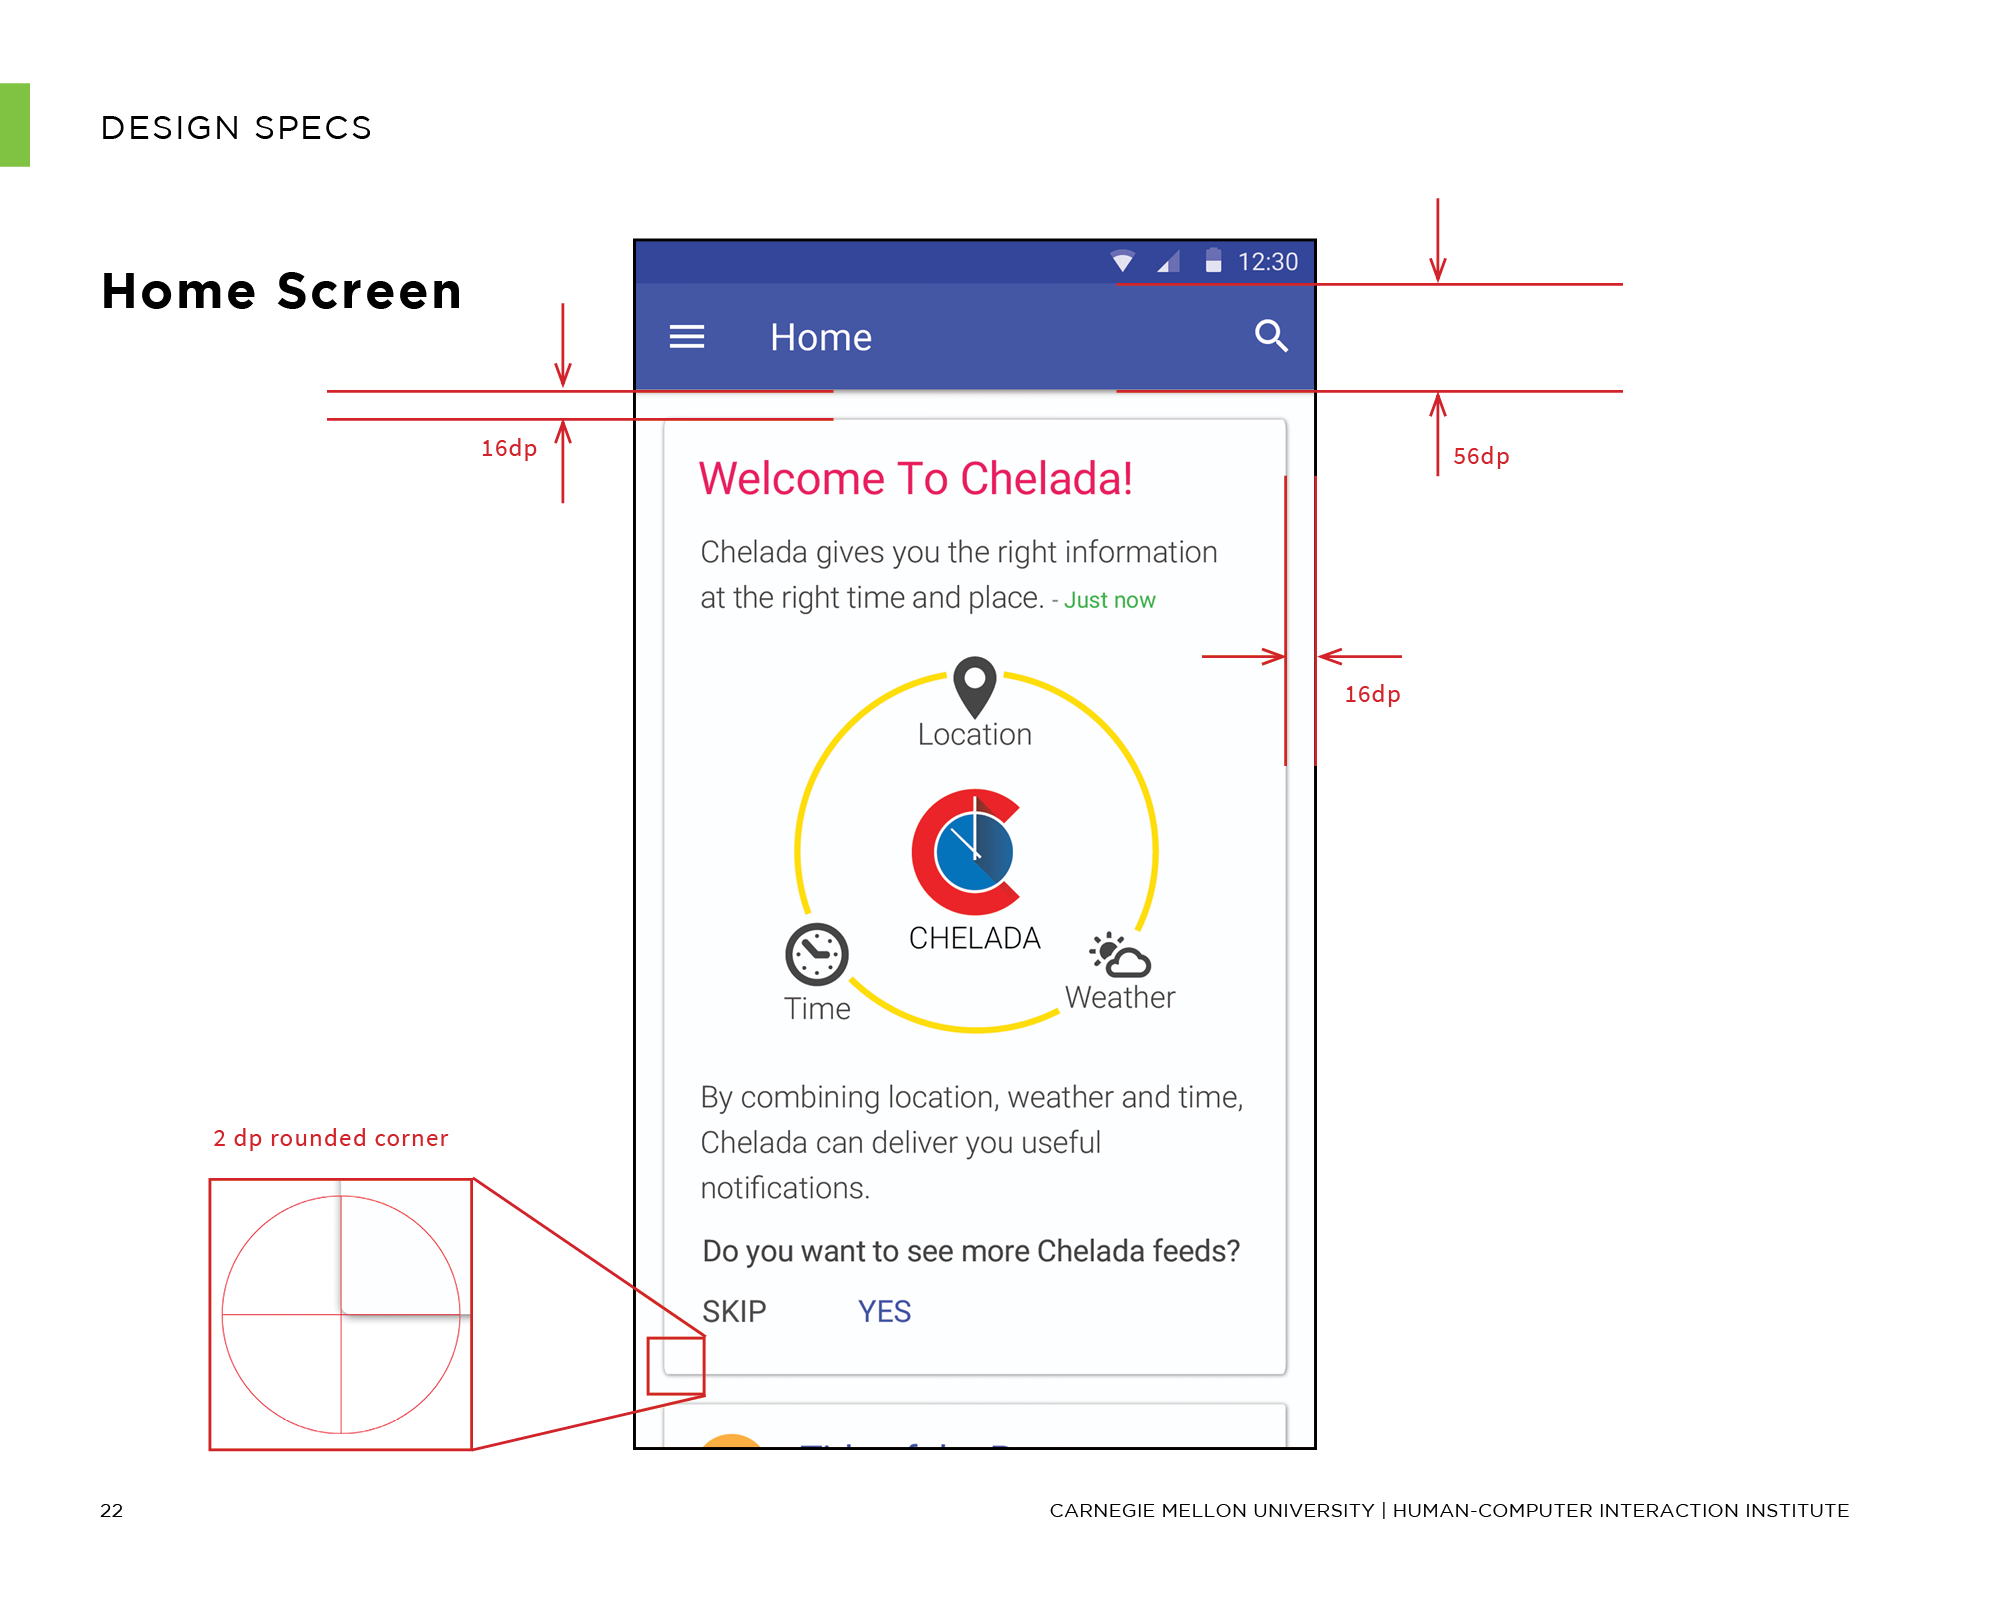 DESIGN SPECS
Home Screen
12:30
Home
16dp
56dp
Welcome To Chelada!
Chelada gives you the right information
at the right time and place. - Just now
16dp
Location
CHELADA
Time
Weather
By combining location, weather and time,
Chelada can deliver you useful
notifications.
2 dp rounded corner
Do you want to see more Chelada feeds?
SKIP YES
22
CARNEGIE MELLON UNIVERSITY | HUMAN-COMPUTER INTERACTION INSTITUTE